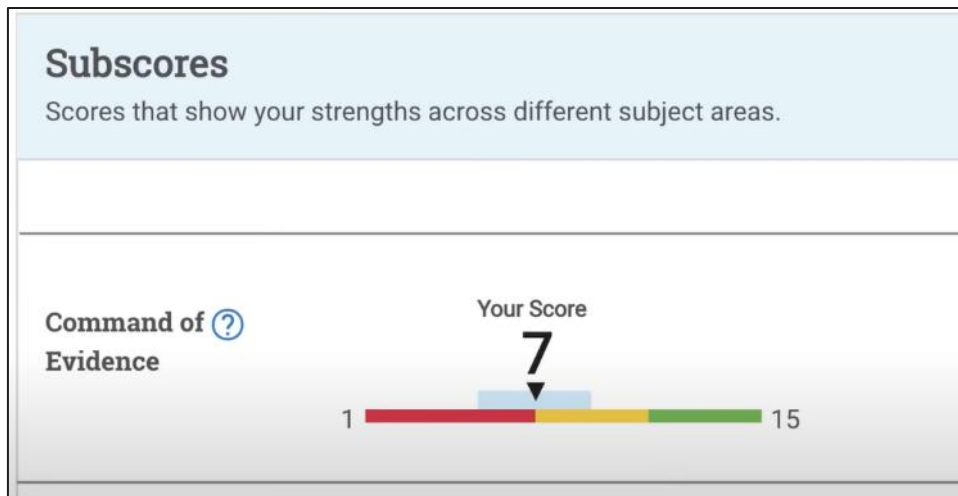 Subscores
Scores that show your strengths across different subject areas.
Command of ?
Evidence
Your Score
7
1 15